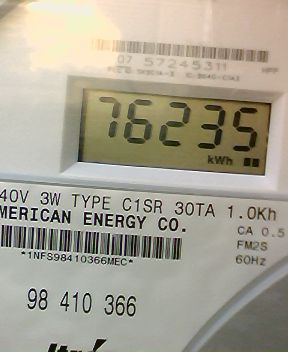 07 57245311 HPP
76235
kWh
40V 3W TYPE C1SR 30TA 1.0Kh
MERICAN ENERGY CO.
CA 0.5
FM2S
*1NFS98410366MEC*
60Hz
98 410 366